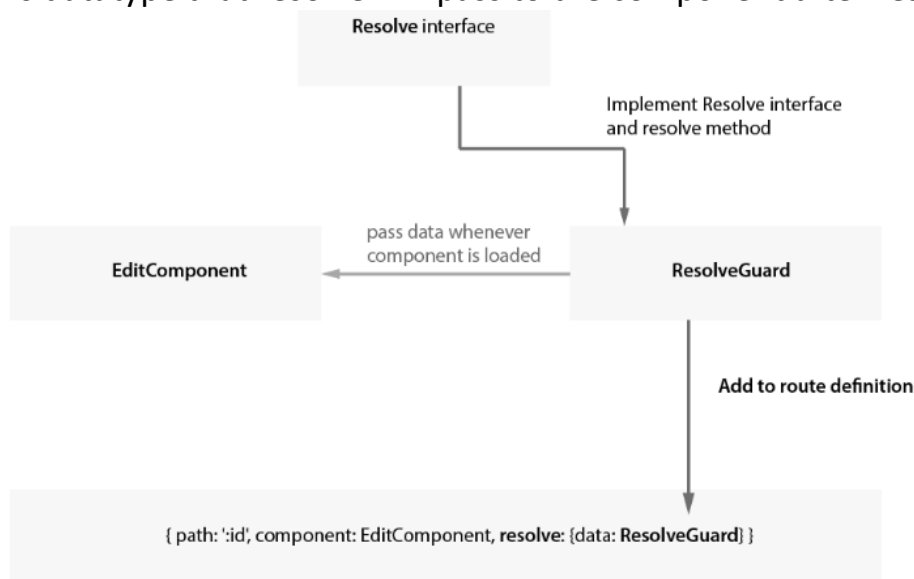 Resolve interface
Implement Resolve interface
and resolve method
pass data whenever
component is loaded
EditComponent
ResolveGuard
Add to route definition
{ path: ':id', component: EditComponent, resolve: {data: ResolveGuard} }